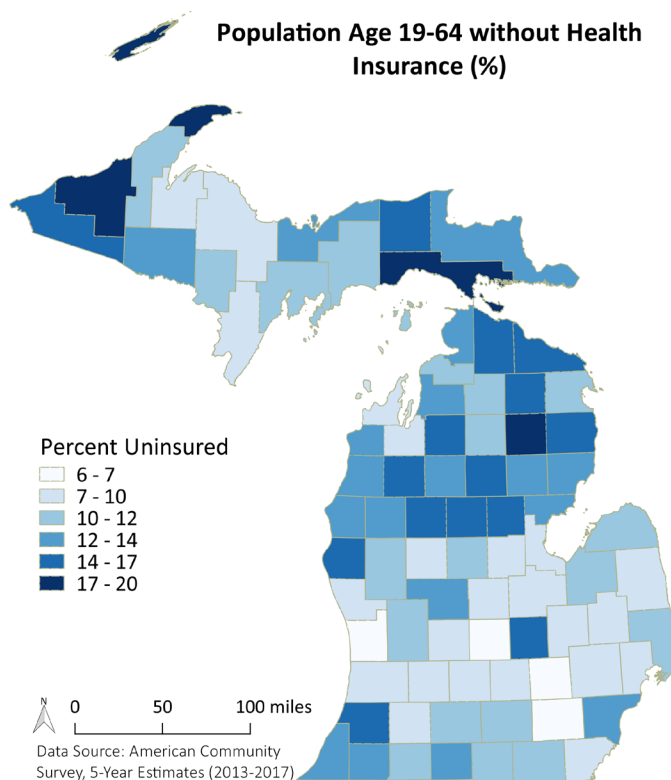 Population Age 19-64 without Health
Insurance (%)
Percent Uninsured
6 - 7
7 - 10
10 - 12
12 - 14
14 - 17
17 - 20
N
0 50 100 miles
Data Source: American Community
Survey, 5-Year Estimates (2013-2017)